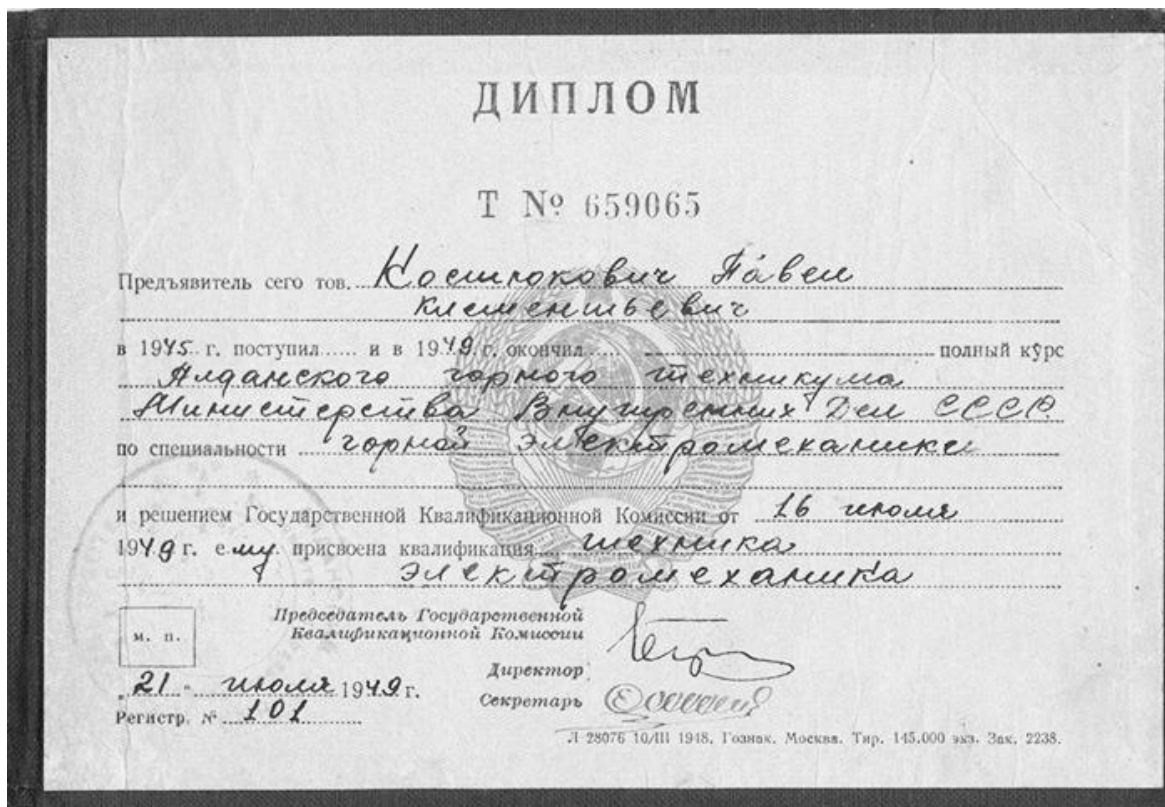 ДИПЛОМ
Т № 659065
Предъявитель сего тов. Костюкович Павел
Клементьевич
в 1945 г. поступил и в 1949 г. окончил полный курс
Алданского горного техникума
Министерства Внутренних Дел СССР
по специальности горной электромеханике
и решением Государственной Квалификационной Комиссии от 16 июля
1949 г. ему присвоена квалификация техника
электромеханика
Председатель Государственной
Квалификационной Комиссии
м. п.
Директор
„21“ июля 1949 г.
Секретарь
Регистр. № 101
Л 28076 10/III 1948. Гознак. Москва. Тир. 145.000 экз. Зак. 2238.